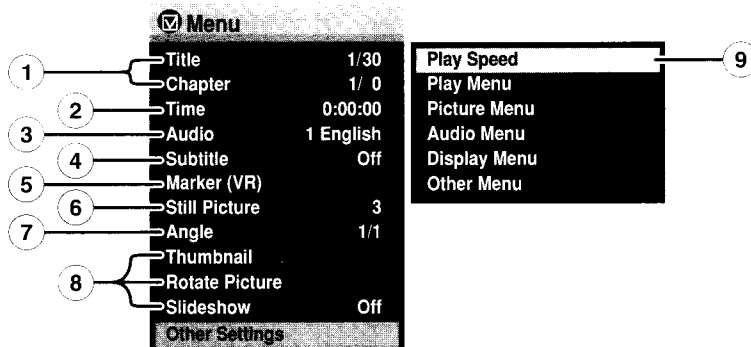 Menu
1 Title 1/30
Chapter 1/ 0
2 Time 0:00:00
3 Audio 1 English
4 Subtitle Off
5 Marker (VR)
6 Still Picture 3
7 Angle 1/1
Thumbnail
8 Rotate Picture
Slideshow Off
Other Settings
Play Speed 9
Play Menu
Picture Menu
Audio Menu
Display Menu
Other Menu